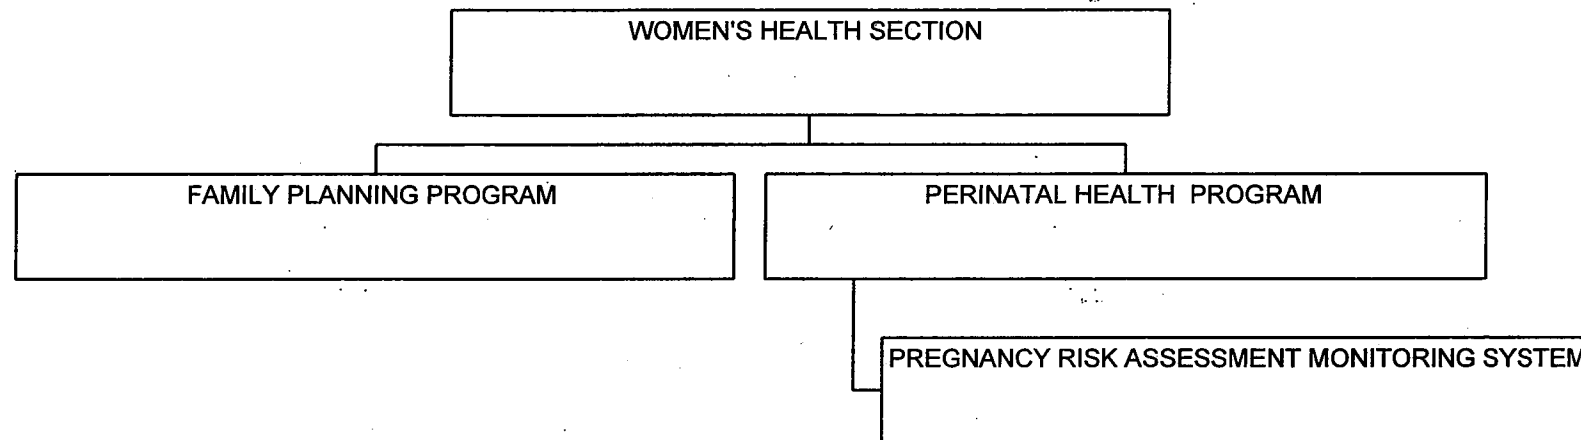 WOMEN'S HEALTH SECTION
FAMILY PLANNING PROGRAM
PERINATAL HEALTH PROGRAM
PREGNANCY RISK ASSESSMENT MONITORING SYSTEM